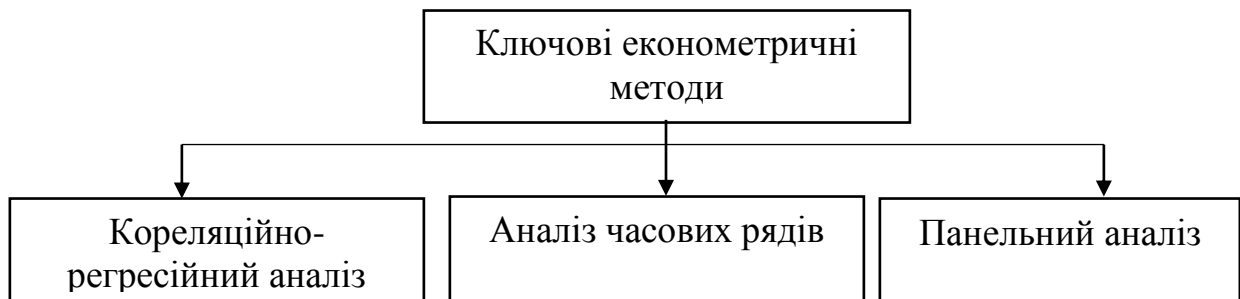 Ключові економетричні
методи
Кореляційно-
регресійний аналіз
Аналіз часових рядів
Панельний аналіз